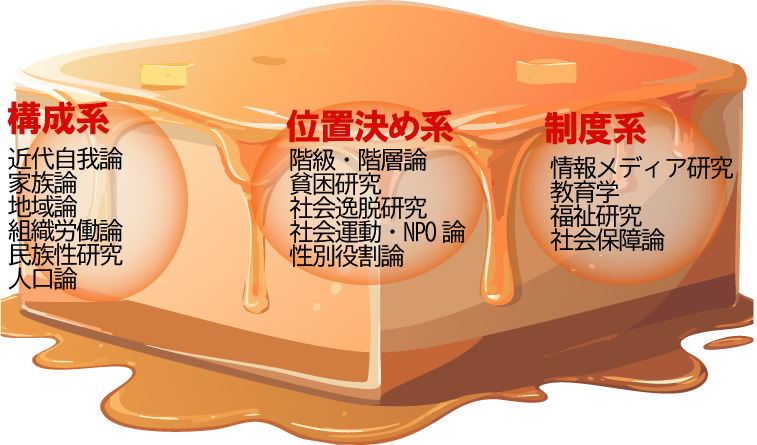 構成系
近代自我論
家族論
地域論
組織労働論
民族性研究
人口論
位置決め系
階級・階層論
貧困研究
社会逸脱研究
社会運動・NPO論
性別役割論
制度系
情報メディア研究
教育学
福祉研究
社会保障論